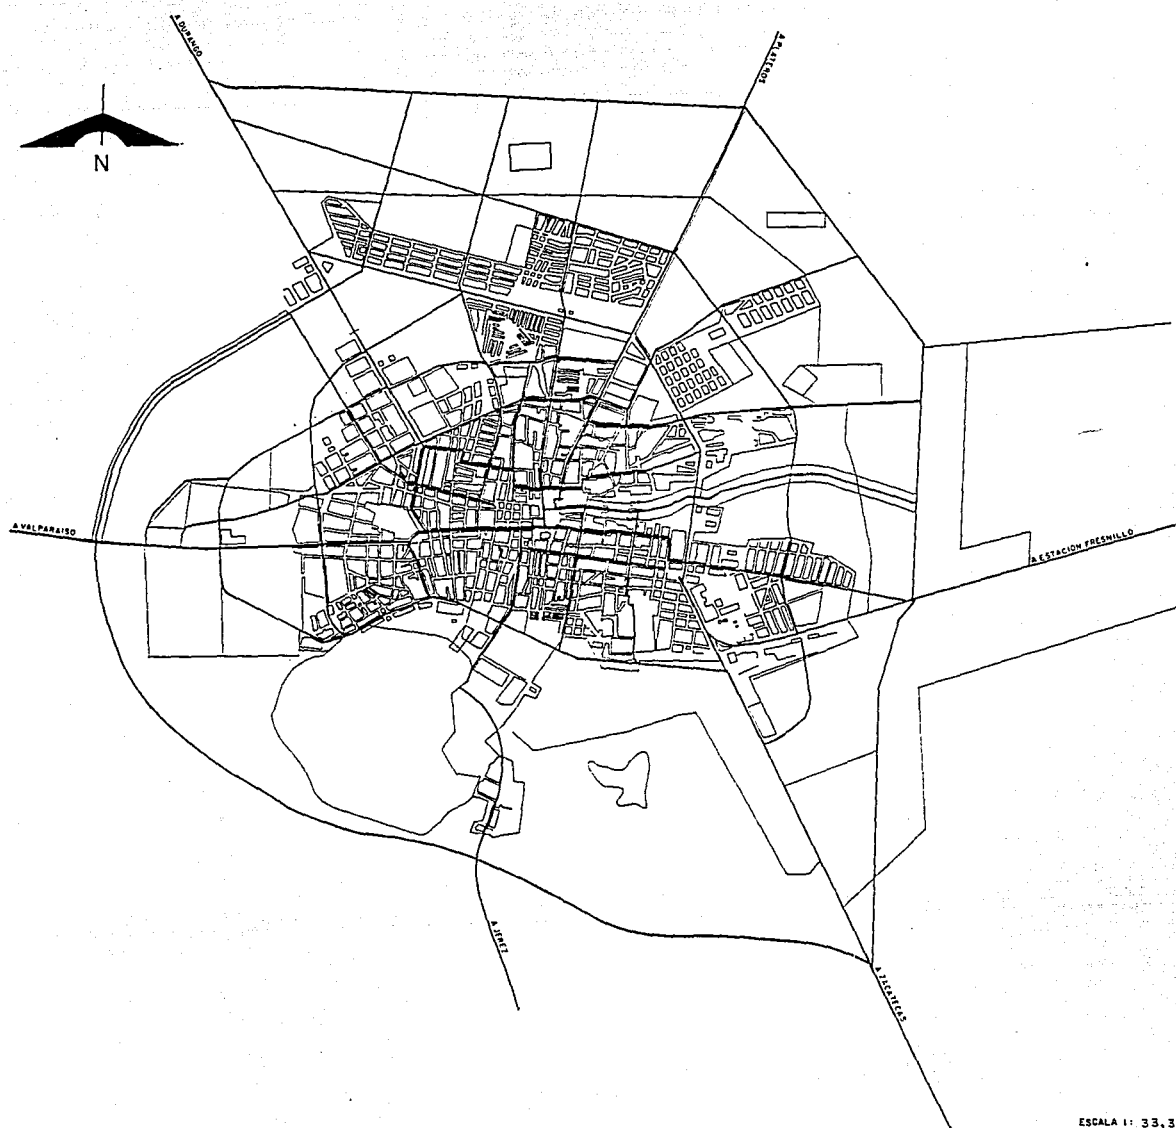 A DURANGO
A PLATEROS
N
A VALPARAISO
A ESTACION FRESNILLO
A JEREZ
A ZACATECAS
ESCALA 1: 33,3